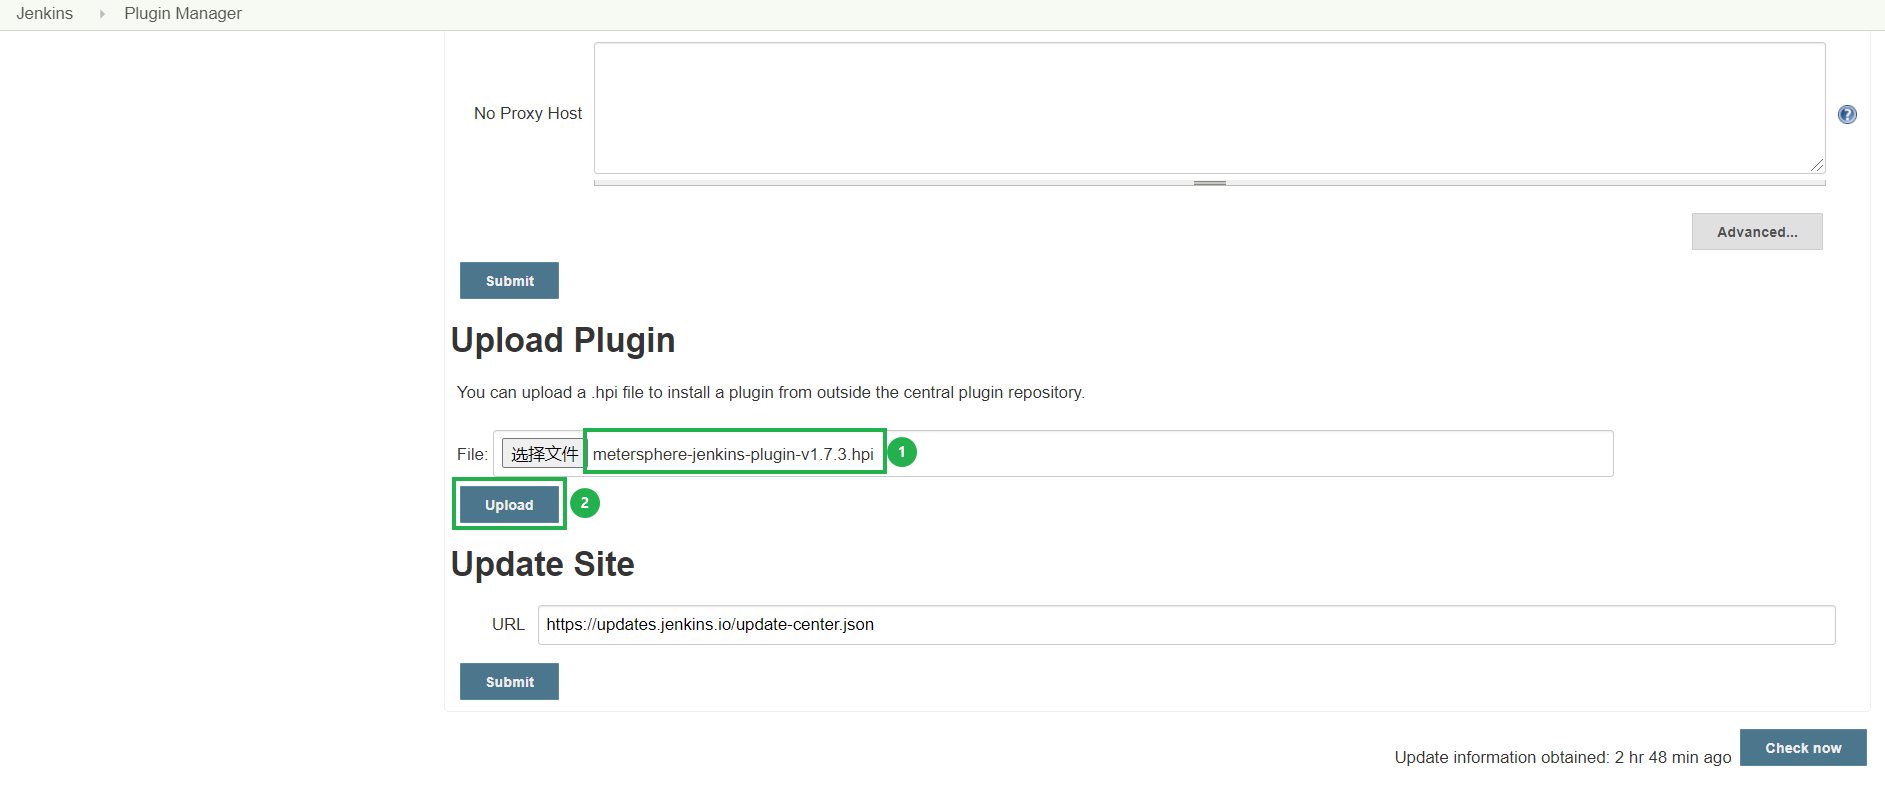 Jenkins Plugin Manager
No Proxy Host
Advanced...
Submit
Upload Plugin
You can upload a .hpi file to install a plugin from outside the central plugin repository.
File: 选择文件 metersphere-jenkins-plugin-v1.7.3.hpi 1
Upload 2
Update Site
URL https://updates.jenkins.io/update-center.json
Submit
Update information obtained: 2 hr 48 min ago Check now